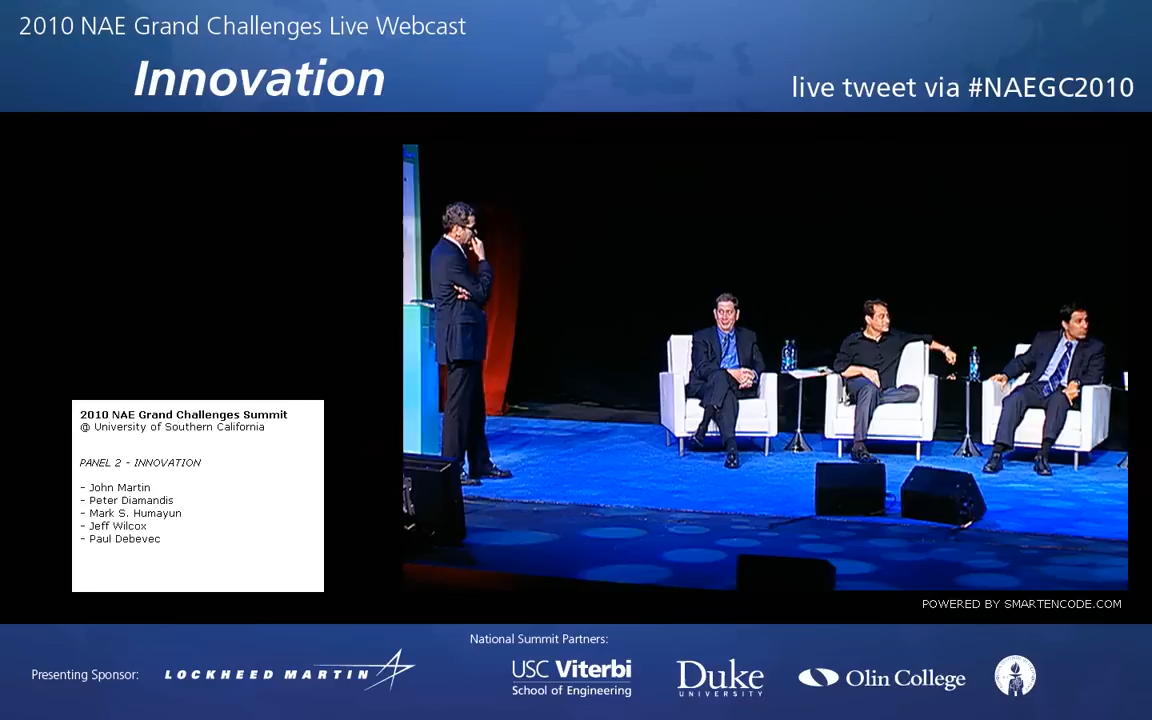 2010 NAE Grand Challenges Live Webcast
Innovation
live tweet via #NAEGC2010
2010 NAE Grand Challenges Summit
@ University of Southern California
PANEL 2 - INNOVATION
- John Martin
- Peter Diamandis
- Mark S. Humayun
- Jeff Wilcox
- Paul Debevec
POWERED BY SMARTENCODE.COM
National Summit Partners:
Presenting Sponsor:
LOCKHEED MARTIN
USC Viterbi
School of Engineering
Duke
UNIVERSITY
Olin College